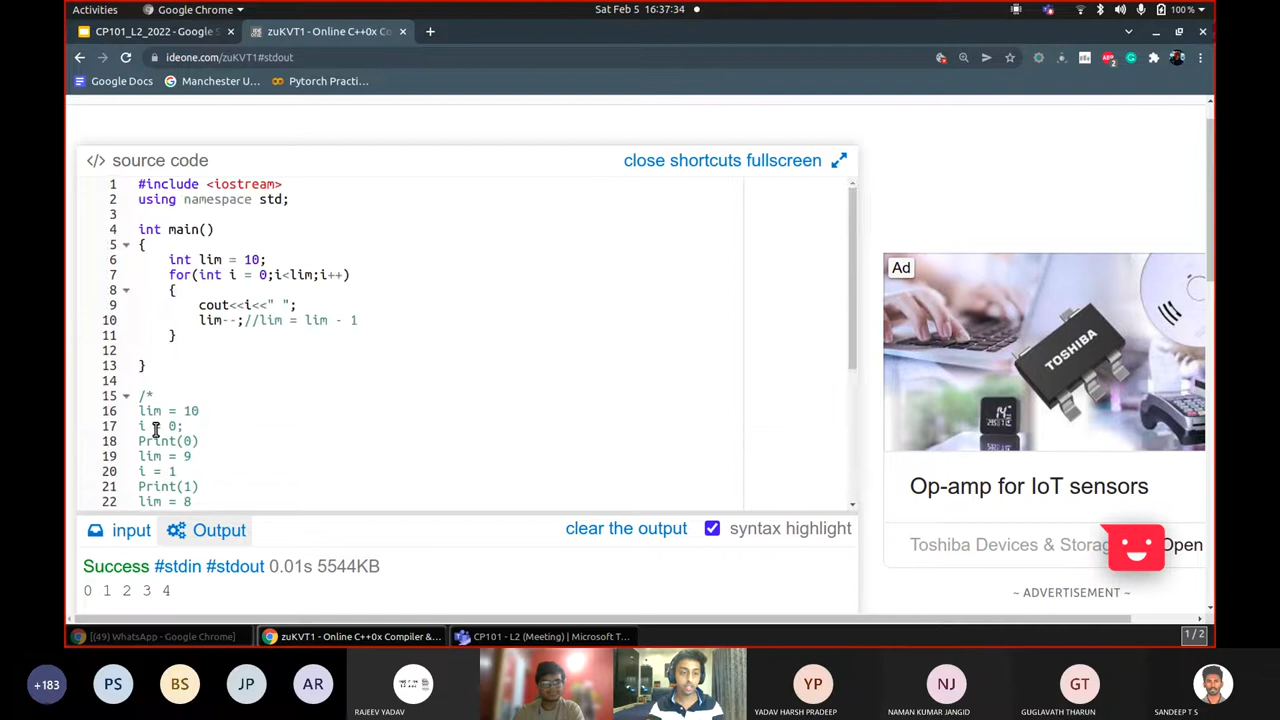 Activities
Google Chrome
Sat Feb 5 16:37:34
100 %
CP101_L2_2022 - Google S
zuKVT1 - Online C++0x Co
ideone.com/zuKVT1#stdout
Google Docs
Manchester U...
Pytorch Practi...
</> source code
close shortcuts fullscreen
1 #include <iostream>
2 using namespace std;
3
4 int main()
5 {
6 int lim = 10;
7 for(int i = 0;i<lim;i++)
8 {
9 cout<<i<<" ";
10 lim--;//lim = lim - 1
11 }
12
13 }
14
15 /*
16 lim = 10
17 i = 0;
18 Print(0)
19 lim = 9
20 i = 1
21 Print(1)
22 lim = 8
input
Output
clear the output
syntax highlight
Success #stdin #stdout 0.01s 5544KB
0 1 2 3 4
Ad
TOSHIBA
Op-amp for IoT sensors
Toshiba Devices & Storag
Open
~ ADVERTISEMENT ~
[(49) WhatsApp - Google Chrome]
zuKVT1 - Online C++0x Compiler &...
CP101 - L2 (Meeting) | Microsoft T...
1 / 2
+183
PS
BS
JP
AR
RAJEEV YADAV
YP
YADAV HARSH PRADEEP
NJ
NAMAN KUMAR JANGID
GT
GUGLAVATH THARUN
SANDEEP T S